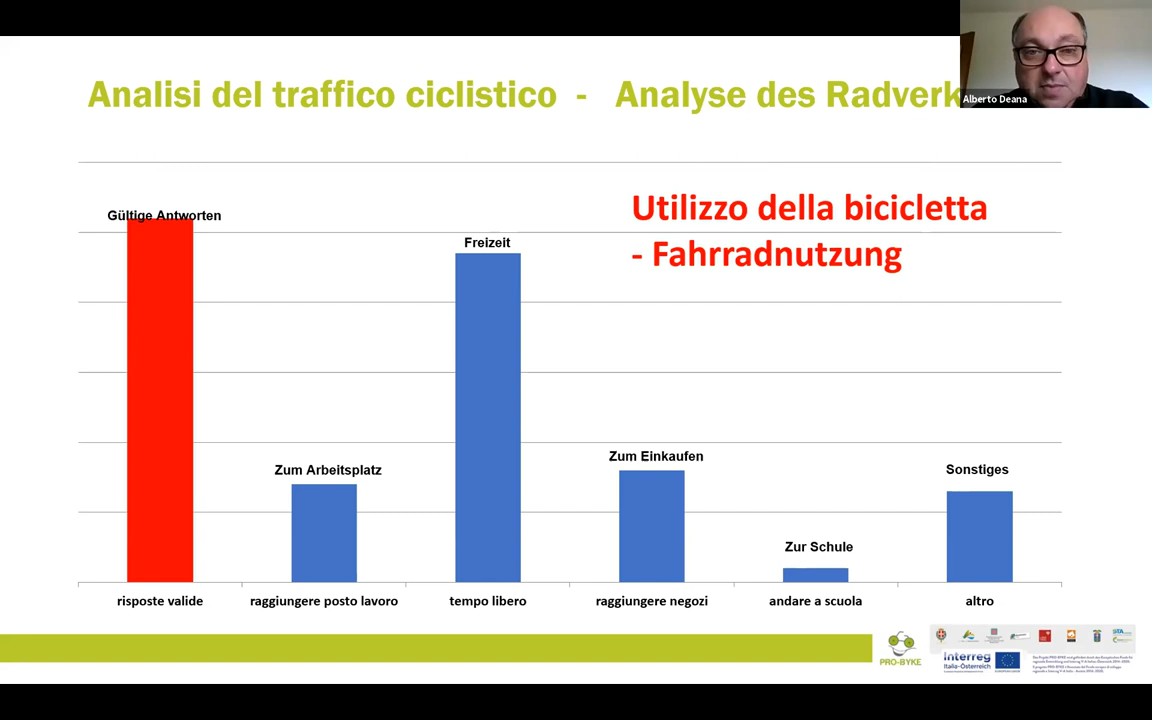 Analisi del traffico ciclistico - Analyse des Radverk
Alberto Deana
Utilizzo della bicicletta
- Fahrradnutzung
Gültige Antworten
Freizeit
Zum Arbeitsplatz
Zum Einkaufen
Zur Schule
Sonstiges
risposte valide
raggiungere posto lavoro
tempo libero
raggiungere negozi
andare a scuola
altro
PRO-BYKE
Interreg
Italia-Österreich